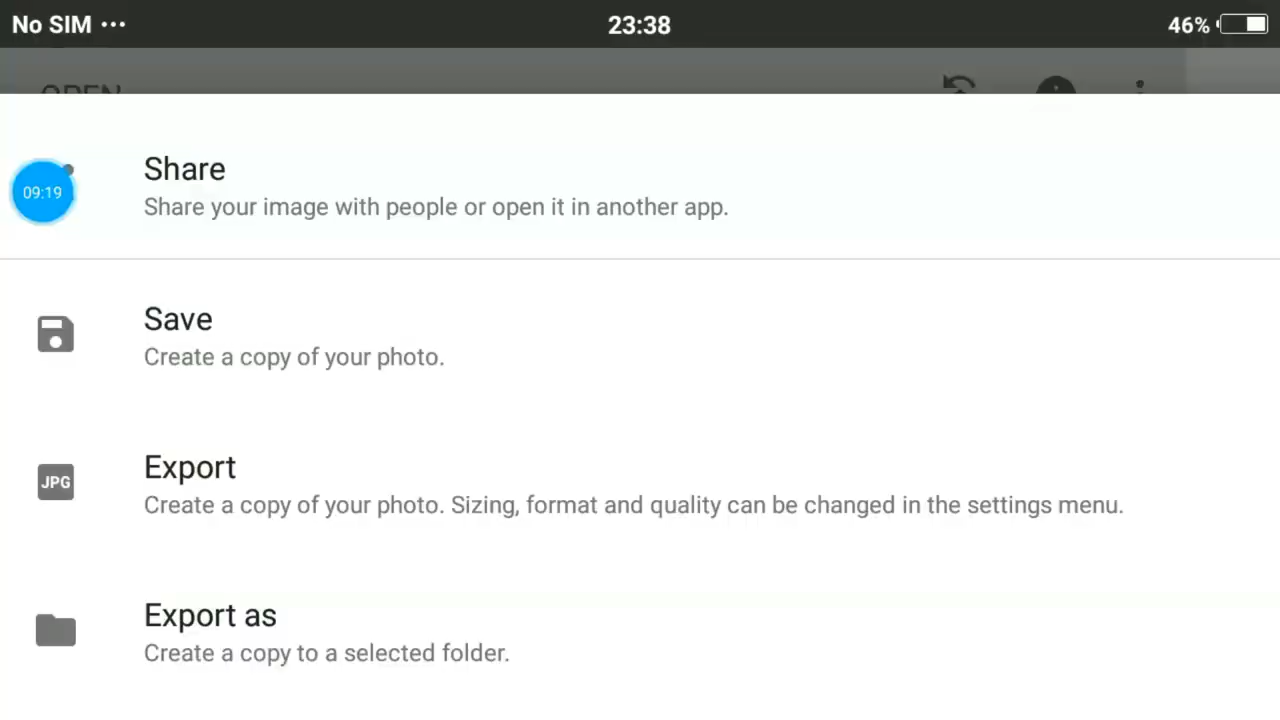 No SIM ···
23:38
46%
OPEN
Share
Share your image with people or open it in another app.
09:19
Save
Create a copy of your photo.
JPG
Export
Create a copy of your photo. Sizing, format and quality can be changed in the settings menu.
Export as
Create a copy to a selected folder.